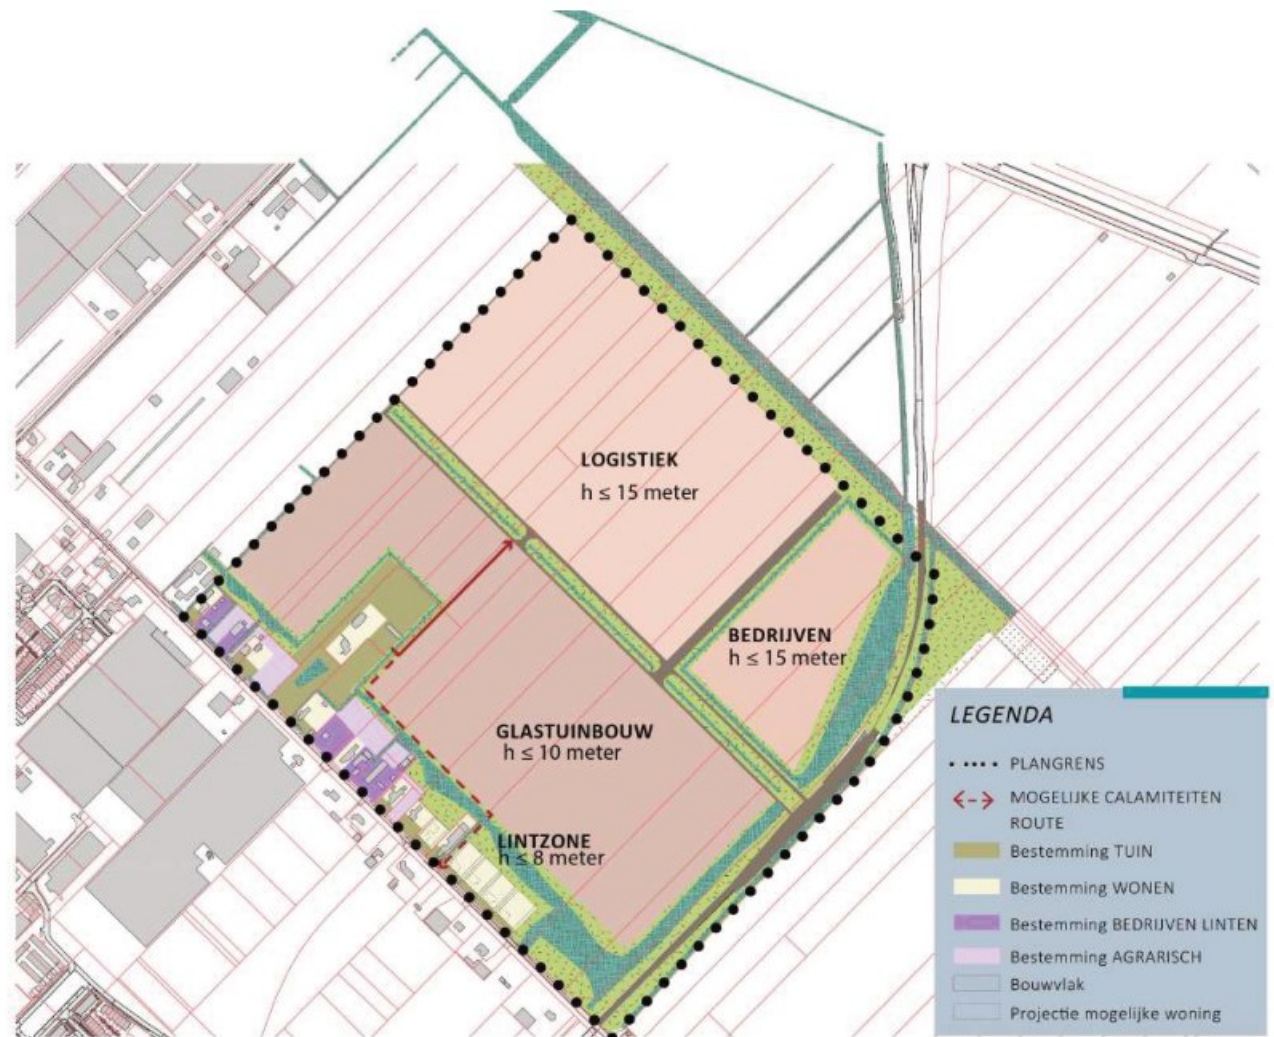 LOGISTIEK
h ≤ 15 meter
BEDRIJVEN
h ≤ 15 meter
GLASTUINBOUW
h ≤ 10 meter
LINTZONE
h ≤ 8 meter
LEGENDA
PLANGRENS
MOGELIJKE CALAMITEITEN
ROUTE
Bestemming TUIN
Bestemming WONEN
Bestemming BEDRIJVEN LINTEN
Bestemming AGRARISCH
Bouwvlak
Projectie mogelijke woning